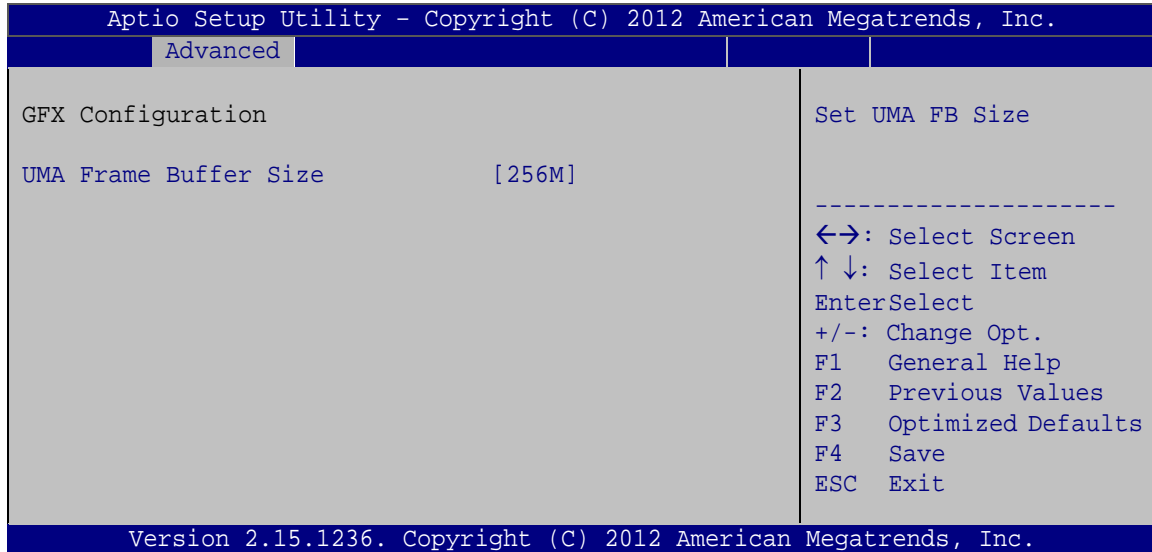 Aptio Setup Utility – Copyright (C) 2012 American Megatrends, Inc.
Advanced
GFX Configuration
UMA Frame Buffer Size [256M]
Set UMA FB Size
---------------------
←→: Select Screen
↑ ↓: Select Item
EnterSelect
+/-: Change Opt.
F1 General Help
F2 Previous Values
F3 Optimized Defaults
F4 Save
ESC Exit
Version 2.15.1236. Copyright (C) 2012 American Megatrends, Inc.